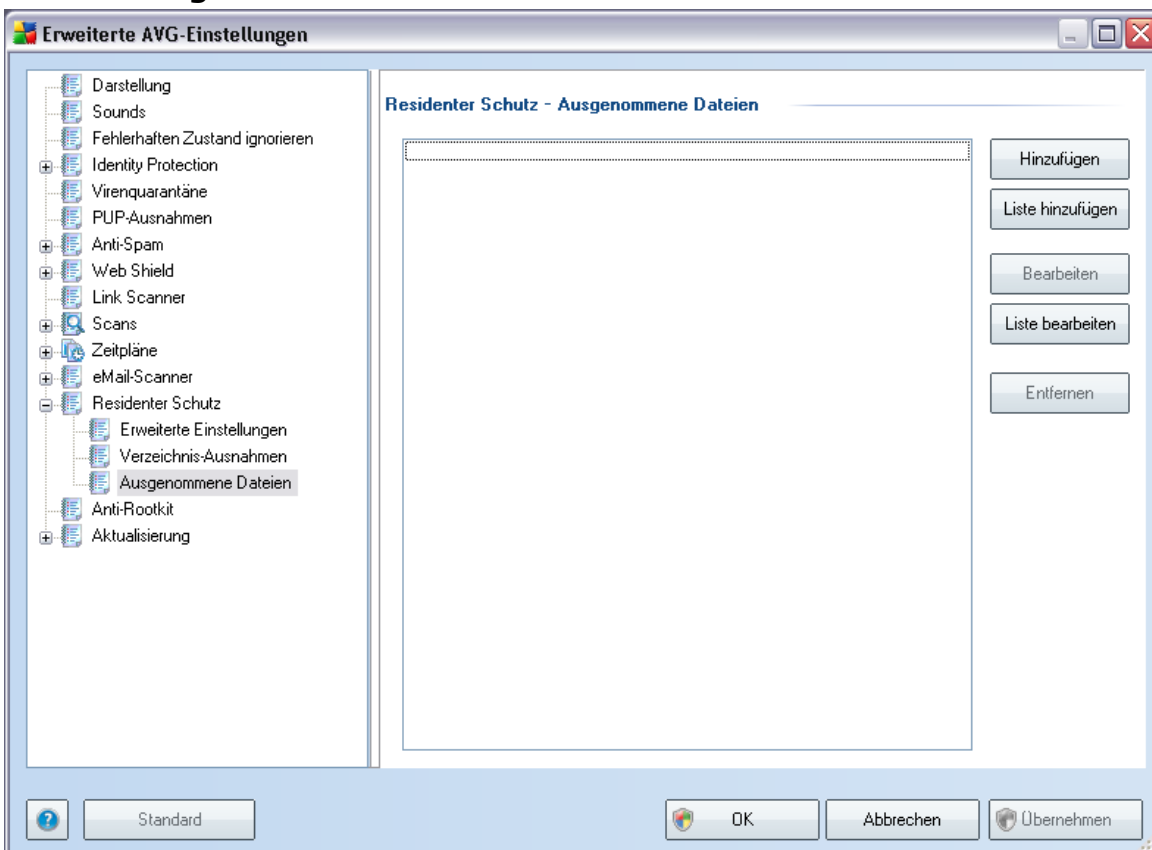 Erweiterte AVG-Einstellungen
Darstellung
Sounds
Fehlerhaften Zustand ignorieren
Identity Protection
Virenquarantäne
PUP-Ausnahmen
Anti-Spam
Web Shield
Link Scanner
Scans
Zeitpläne
eMail-Scanner
Residenter Schutz
Erweiterte Einstellungen
Verzeichnis-Ausnahmen
Ausgenommene Dateien
Anti-Rootkit
Aktualisierung
Residenter Schutz - Ausgenommene Dateien
Hinzufügen
Liste hinzufügen
Bearbeiten
Liste bearbeiten
Entfernen
Standard
OK
Abbrechen
Übernehmen